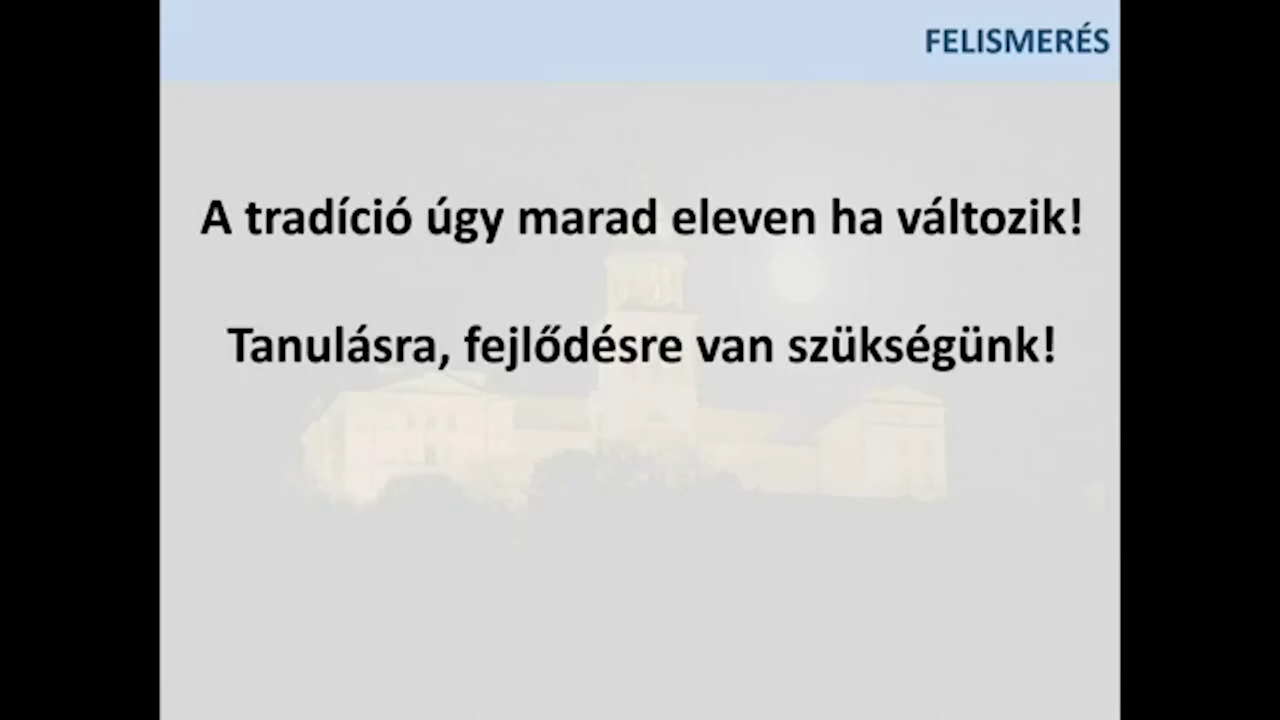 FELISMERÉS
A tradíció úgy marad eleven ha változik!
Tanulásra, fejlődésre van szükségünk!